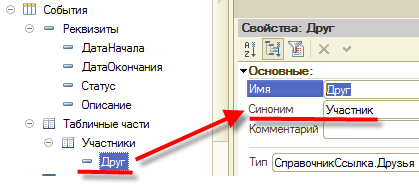 События
Реквизиты
ДатаНачала
ДатаОкончания
Статус
Описание
Табличные части
Участники
Друг
Свойства: Друг
Основные:
Имя Друг
Синоним Участник
Комментарий
Тип СправочникСсылка.Друзья